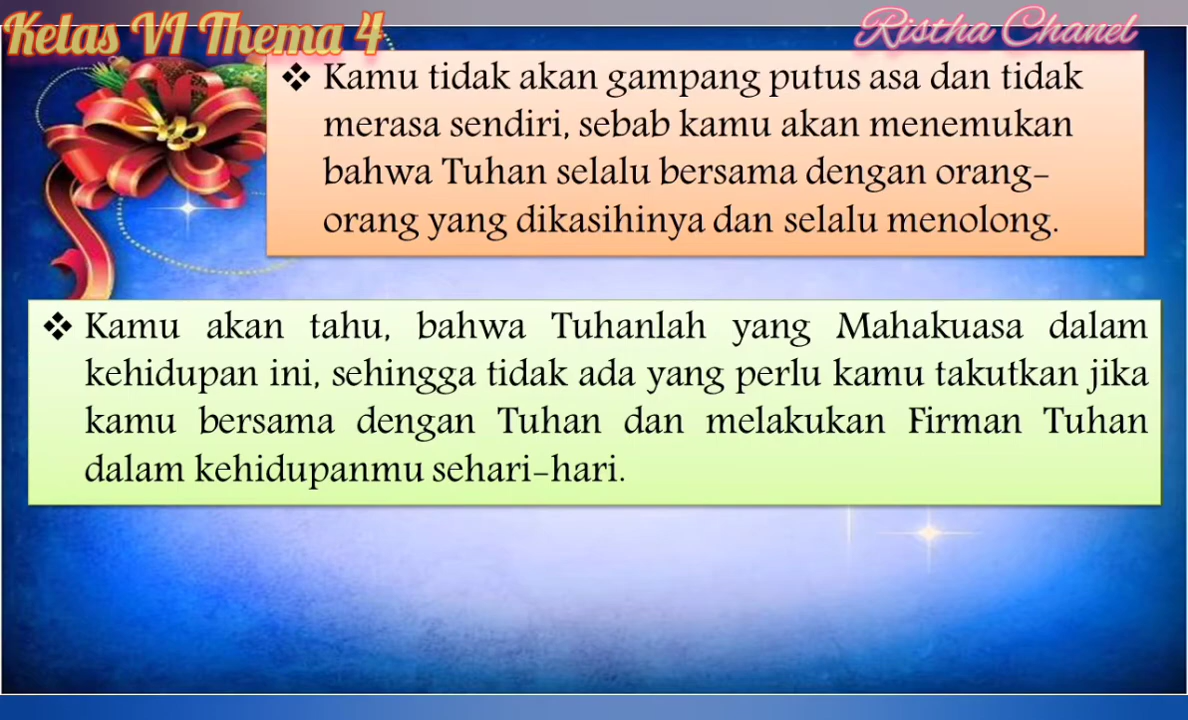 Kelas VI Thema 4
Ristha Chanel
❖ Kamu tidak akan gampang putus asa dan tidak
merasa sendiri, sebab kamu akan menemukan
bahwa Tuhan selalu bersama dengan orang-
orang yang dikasihinya dan selalu menolong.
❖ Kamu akan tahu, bahwa Tuhanlah yang Mahakuasa dalam
kehidupan ini, sehingga tidak ada yang perlu kamu takutkan jika
kamu bersama dengan Tuhan dan melakukan Firman Tuhan
dalam kehidupanmu sehari-hari.